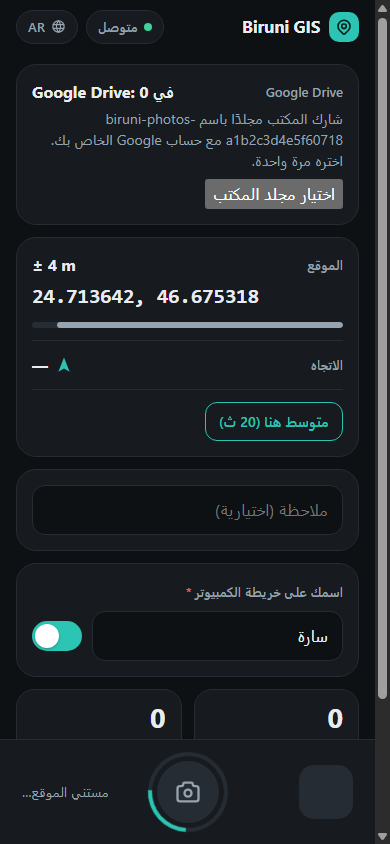 Biruni GIS
متوصل
AR
Google Drive
Google Drive: 0 في
شارك المكتب مجلدًا باسم biruni-photos-
a1b2c3d4e5f60718 مع حساب Google الخاص بك.
اختره مرة واحدة.
اختيار مجلد المكتب
الموقع
± 4 m
24.713642, 46.675318
الاتجاه
—
متوسط هنا (20 ث)
ملاحظة (اختيارية)
اسمك على خريطة الكمبيوتر *
سارة
0
0
مستني الموقع...